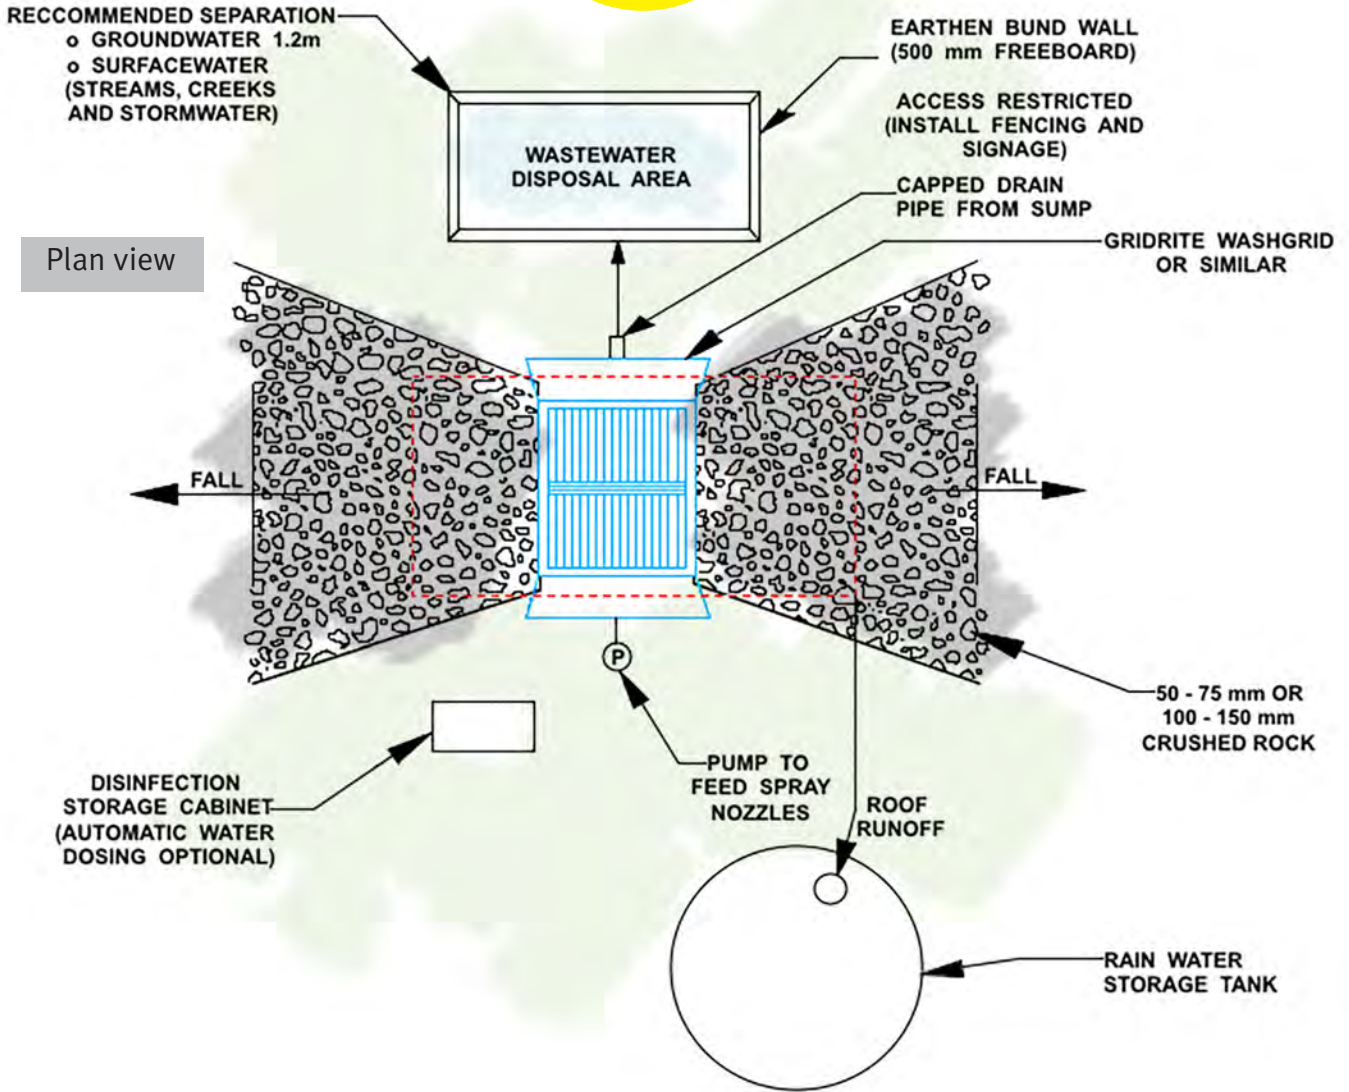 RECCOMMENDED SEPARATION
o GROUNDWATER 1.2m
o SURFACEWATER
(STREAMS, CREEKS
AND STORMWATER)
EARTHEN BUND WALL
(500 mm FREEBOARD)
ACCESS RESTRICTED
(INSTALL FENCING AND
SIGNAGE)
WASTEWATER
DISPOSAL AREA
CAPPED DRAIN
PIPE FROM SUMP
GRIDRITE WASHGRID
OR SIMILAR
Plan view
FALL
FALL
P
50 - 75 mm OR
100 - 150 mm
CRUSHED ROCK
PUMP TO
FEED SPRAY
NOZZLES
DISINFECTION
STORAGE CABINET
(AUTOMATIC WATER
DOSING OPTIONAL)
ROOF
RUNOFF
RAIN WATER
STORAGE TANK